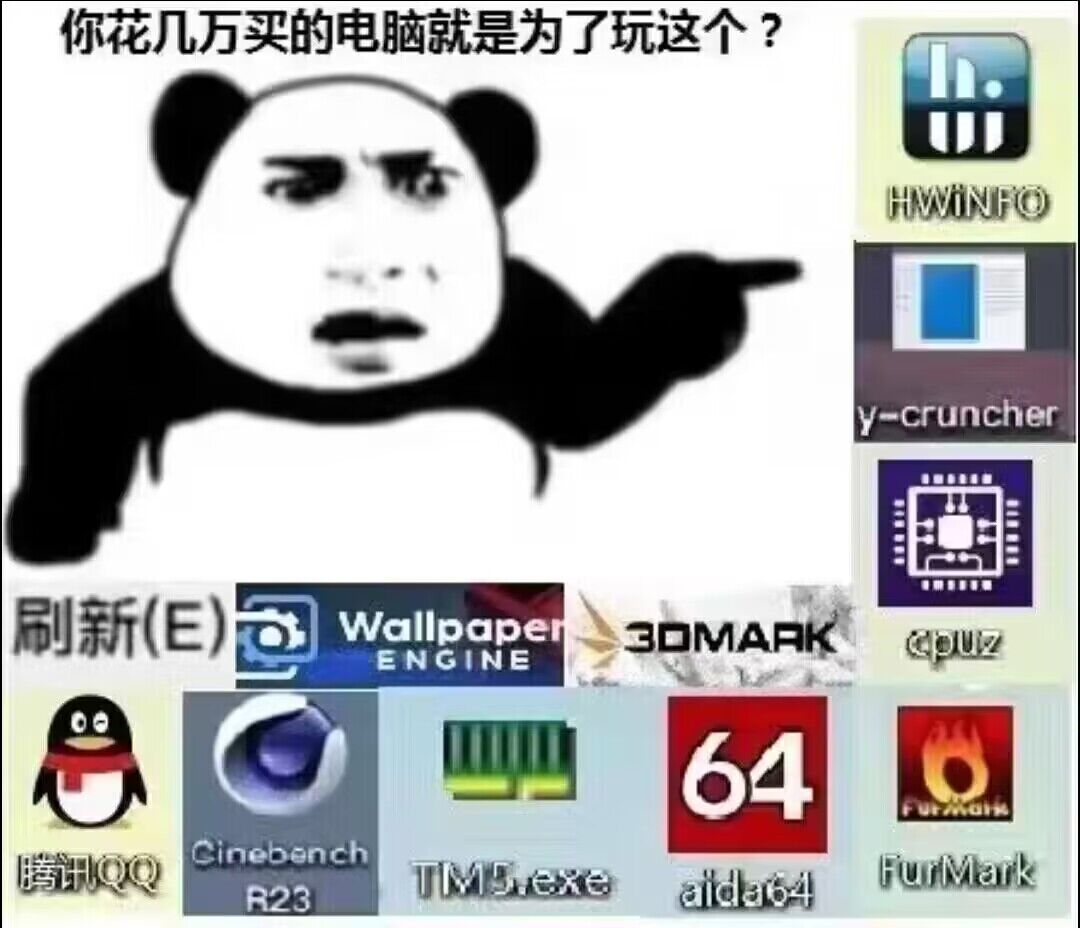 你花几万买的电脑就是为了玩这个？
HWiNFO
y-cruncher
cpuz
刷新(E)
Wallpaper
ENGINE
3DMARK
腾讯QQ
Cinebench
R23
TM5.exe
64
aida64
FurMark
FurMark